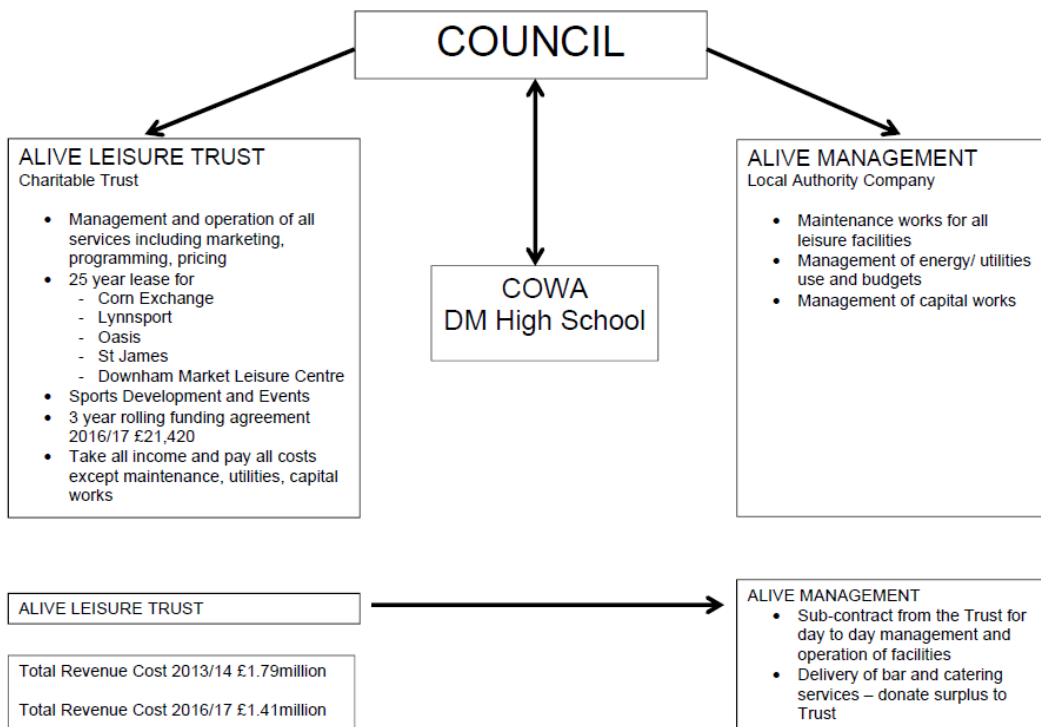 COUNCIL
ALIVE LEISURE TRUST
Charitable Trust
• Management and operation of all
services including marketing,
programming, pricing
• 25 year lease for
- Corn Exchange
- Lynnsport
- Oasis
- St James
- Downham Market Leisure Centre
• Sports Development and Events
• 3 year rolling funding agreement
2016/17 £21,420
• Take all income and pay all costs
except maintenance, utilities, capital
works
COWA
DM High School
ALIVE MANAGEMENT
Local Authority Company
• Maintenance works for all
leisure facilities
• Management of energy/ utilities
use and budgets
• Management of capital works
ALIVE LEISURE TRUST
Total Revenue Cost 2013/14 £1.79million
Total Revenue Cost 2016/17 £1.41million
ALIVE MANAGEMENT
• Sub-contract from the Trust for
day to day management and
operation of facilities
• Delivery of bar and catering
services – donate surplus to
Trust